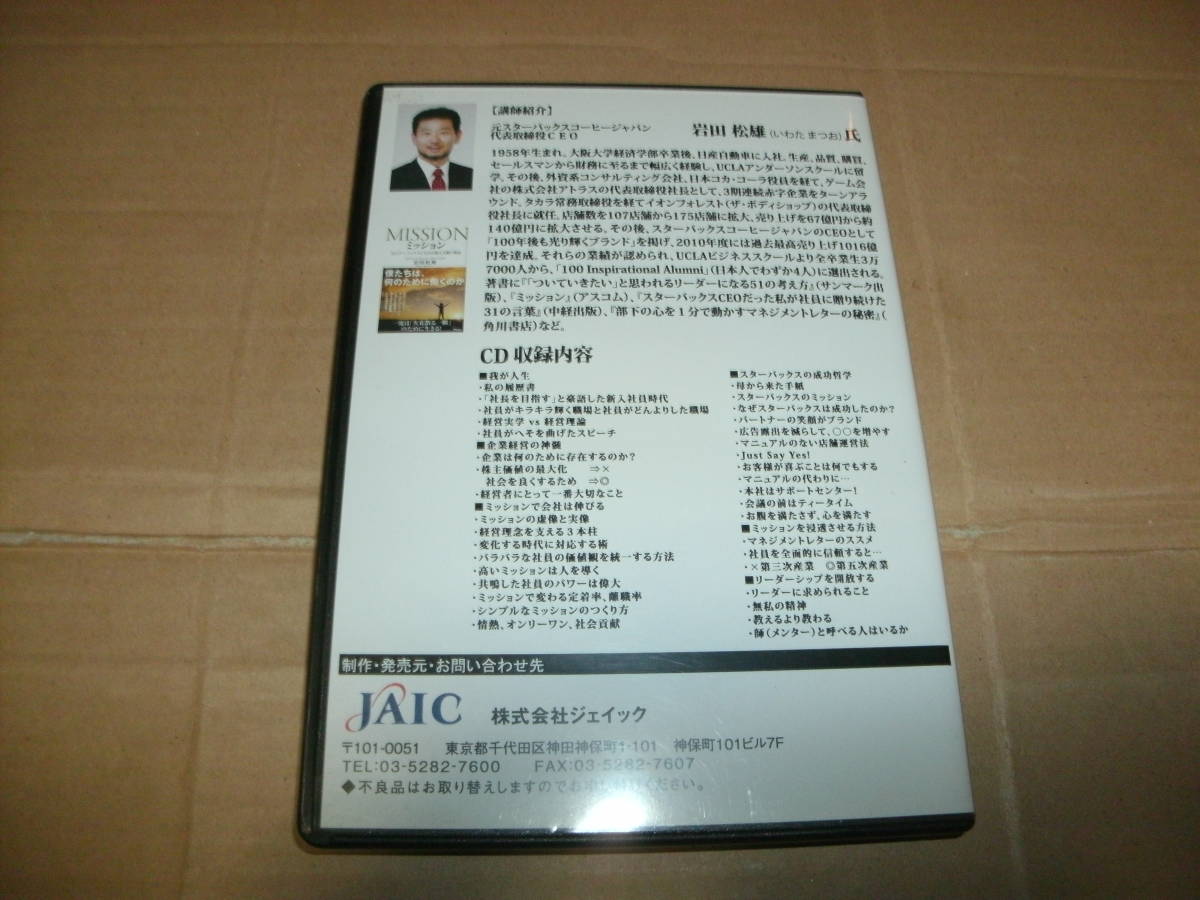 【講師紹介】
元スターバックスコーヒージャパン
代表取締役CEO
岩田 松雄(いわた まつお)氏
1958年生まれ。大阪大学経済学部卒業後、日産自動車に入社。生産、品質、購買、
セールスマンから財務に至るまで幅広く経験し、UCLAアンダーソンスクールに留
学。その後、外資系コンサルティング会社、日本コカ・コーラ役員を経て、ゲーム会
社の株式会社アトラスの代表取締役社長として、3期連続赤字企業をターンアラ
ウンド。タカラ常務取締役を経てイオンフォレスト(ザ・ボディショップ)の代表取締
役社長に就任。店舗数を107店舗から175店舗に拡大、売り上げを67億円から約
140億円に拡大させる。その後、スターバックスコーヒージャパンのCEOとして
「100年後も光り輝くブランド」を掲げ、2010年度には過去最高売り上げ1016億
円を達成。それらの業績が認められ、UCLAビジネススクールより全卒業生3万
7000人から、「100 Inspirational Alumni」(日本人でわずか4人)に選出される。
著書に『「ついていきたい」と思われるリーダーになる51の考え方』(サンマーク出
版)、『ミッション』(アスコム)、『スターバックスCEOだった私が社員に贈り続けた
31の言葉』(中経出版)、『部下の心を1分で動かすマネジメントレターの秘密』(
角川書店)など。
MISSION
ミッション
岩田松雄
僕たちは、
何のために働くのか
CD 収録内容
■我が人生
・私の履歴書
・「社長を目指す」と豪語した新入社員時代
・社員がキラキラ輝く職場と社員がどんよりした職場
・経営実学 vs 経営理論
・社員がへそを曲げたスピーチ
■企業経営の神髄
・企業は何のために存在するのか?
・株主価値の最大化 ⇒×
社会を良くするため ⇒◎
・経営者にとって一番大切なこと
■ミッションで会社は伸びる
・ミッションの虚像と実像
・経営理念を支える3本柱
・変化する時代に対応する術
・バラバラな社員の価値観を統一する方法
・高いミッションは人を導く
・共鳴した社員のパワーは偉大
・ミッションで変わる定着率、離職率
・シンプルなミッションのつくり方
・情熱、オンリーワン、社会貢献
■スターバックスの成功哲学
・母から来た手紙
・スターバックスのミッション
・なぜスターバックスは成功したのか?
・パートナーの笑顔がブランド
・広告露出を減らして、○○を増やす
・マニュアルのない店舗運営法
・Just Say Yes!
・お客様が喜ぶことは何でもする
・マニュアルの代わりに…
・本社はサポートセンター!
・会議の前はティータイム
・お腹を満たさず、心を満たす
■ミッションを浸透させる方法
・マネジメントレターのススメ
・社員を全面的に信頼すると…
・×第三次産業 ◎第五次産業
■リーダーシップを開放する
・リーダーに求められること
・無私の精神
・教えるより教わる
・師(メンター)と呼べる人はいるか
制作・発売元・お問い合わせ先
JAIC 株式会社ジェイック
〒101-0051 東京都千代田区神田神保町1-101 神保町101ビル7F
TEL:03-5282-7600 FAX:03-5282-7607
◆不良品はお取り替えしますのでお申し付けください。